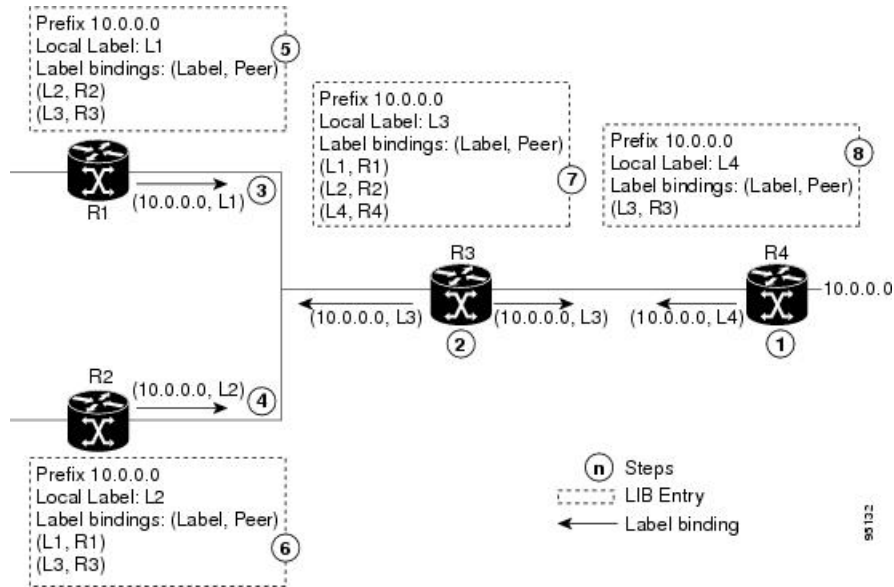 Prefix 10.0.0.0
Local Label: L1
Label bindings: (Label, Peer)
(L2, R2)
(L3, R3)
5
Prefix 10.0.0.0
Local Label: L3
Label bindings: (Label, Peer)
(L1, R1)
(L2, R2)
(L4, R4)
7
Prefix 10.0.0.0
Local Label: L4
Label bindings: (Label, Peer)
(L3, R3)
8
R1
(10.0.0.0, L1)
3
R3
(10.0.0.0, L3)
(10.0.0.0, L3)
2
R4
(10.0.0.0, L4)
10.0.0.0
1
R2
(10.0.0.0, L2)
4
Prefix 10.0.0.0
Local Label: L2
Label bindings: (Label, Peer)
(L1, R1)
(L3, R3)
6
n Steps
LIB Entry
Label binding
95132